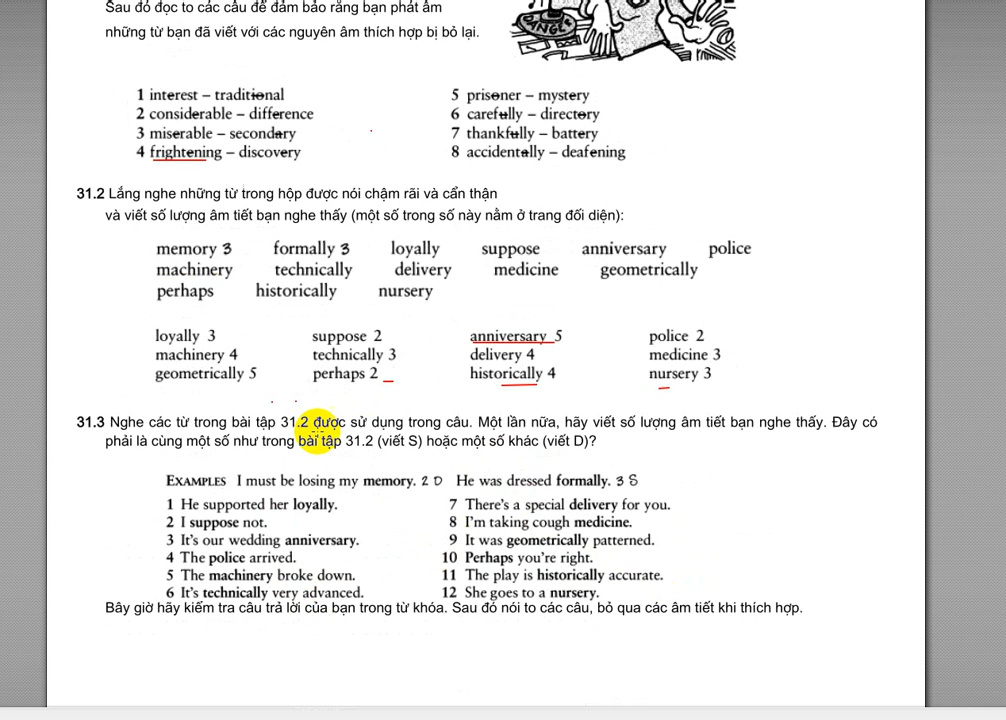 Sau đó đọc to các câu để đảm bảo rằng bạn phát âm
những từ bạn đã viết với các nguyên âm thích hợp bị bỏ lại.
ANGEL
1 interest – traditional
2 considerable – difference
3 miserable – secondary
4 frightening – discovery
5 prisoner – mystery
6 carefully – directory
7 thankfully – battery
8 accidentally – deafening
31.2 Lắng nghe những từ trong hộp được nói chậm rãi và cẩn thận
và viết số lượng âm tiết bạn nghe thấy (một số trong số này nằm ở trang đối diện):
memory 3 formally 3 loyally suppose anniversary police
machinery technically delivery medicine geometrically
perhaps historically nursery
loyally 3 suppose 2 anniversary 5 police 2
machinery 4 technically 3 delivery 4 medicine 3
geometrically 5 perhaps 2 historically 4 nursery 3
31.3 Nghe các từ trong bài tập 31.2 được sử dụng trong câu. Một lần nữa, hãy viết số lượng âm tiết bạn nghe thấy. Đây có
phải là cùng một số như trong bài tập 31.2 (viết S) hoặc một số khác (viết D)?
EXAMPLES I must be losing my memory. 2 D He was dressed formally. 3 S
1 He supported her loyally.
2 I suppose not.
3 It's our wedding anniversary.
4 The police arrived.
5 The machinery broke down.
6 It's technically very advanced.
7 There's a special delivery for you.
8 I'm taking cough medicine.
9 It was geometrically patterned.
10 Perhaps you're right.
11 The play is historically accurate.
12 She goes to a nursery.
Bây giờ hãy kiểm tra câu trả lời của bạn trong từ khóa. Sau đó nói to các câu, bỏ qua các âm tiết khi thích hợp.